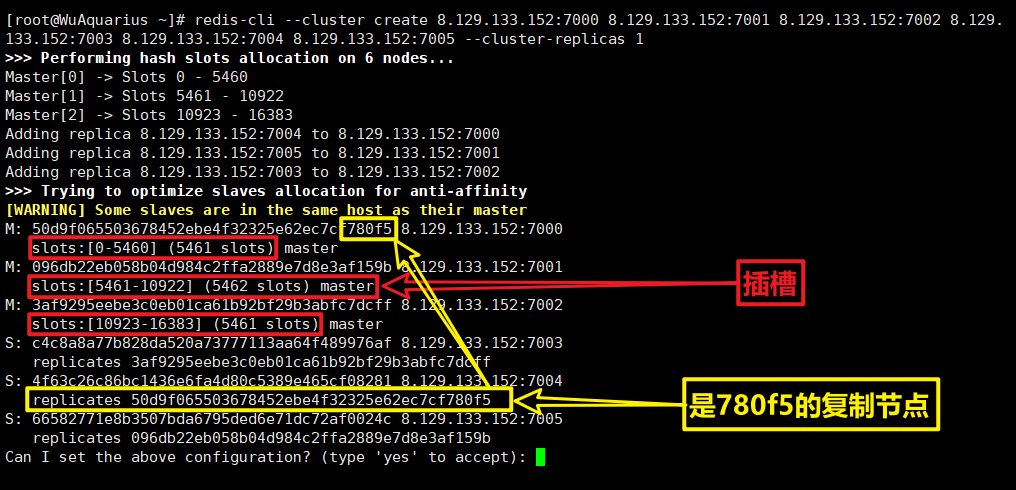 [root@WuAquarius ~]# redis-cli --cluster create 8.129.133.152:7000 8.129.133.152:7001 8.129.133.152:7002 8.129.
133.152:7003 8.129.133.152:7004 8.129.133.152:7005 --cluster-replicas 1
>>> Performing hash slots allocation on 6 nodes...
Master[0] -> Slots 0 - 5460
Master[1] -> Slots 5461 - 10922
Master[2] -> Slots 10923 - 16383
Adding replica 8.129.133.152:7004 to 8.129.133.152:7000
Adding replica 8.129.133.152:7005 to 8.129.133.152:7001
Adding replica 8.129.133.152:7003 to 8.129.133.152:7002
>>> Trying to optimize slaves allocation for anti-affinity
[WARNING] Some slaves are in the same host as their master
M: 50d9f065503678452ebe4f32325e62ec7cf780f5 8.129.133.152:7000
slots:[0-5460] (5461 slots) master
M: 096db22eb058b04d984c2ffa2889e7d8e3af159b 8.129.133.152:7001
slots:[5461-10922] (5462 slots) master
插槽
M: 3af9295eebe3c0eb01ca61b92bf29b3abfc7dcff 8.129.133.152:7002
slots:[10923-16383] (5461 slots) master
S: c4c8a8a77b828da520a73777113aa64f489976af 8.129.133.152:7003
replicates 3af9295eebe3c0eb01ca61b92bf29b3abfc7dcff
S: 4f63c26c86bc1436e6fa4d80c5389e465cf08281 8.129.133.152:7004
replicates 50d9f065503678452ebe4f32325e62ec7cf780f5
是780f5的复制节点
S: 66582771e8b3507bda6795ded6e71dc72af0024c 8.129.133.152:7005
replicates 096db22eb058b04d984c2ffa2889e7d8e3af159b
Can I set the above configuration? (type 'yes' to accept):